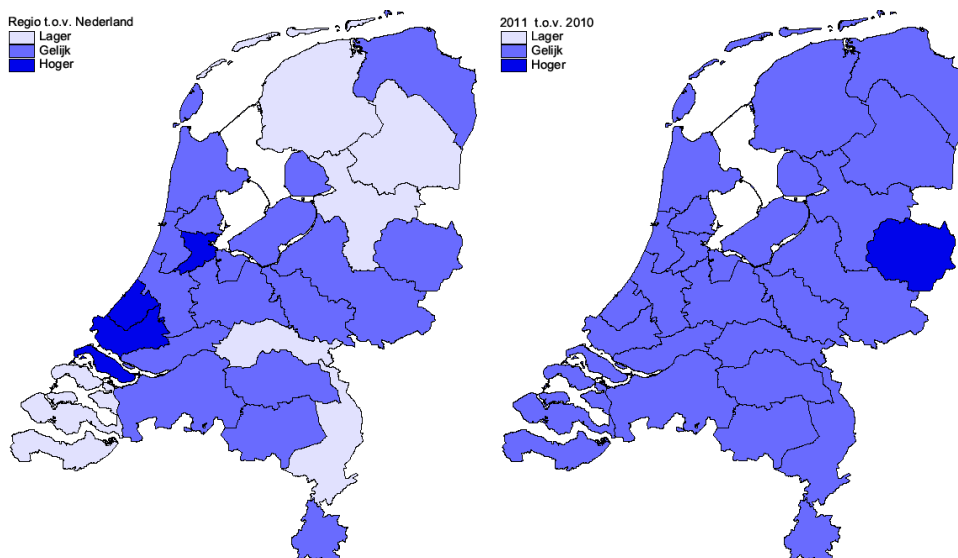 Regio t.o.v. Nederland
Lager
Gelijk
Hoger
2011 t.o.v. 2010
Lager
Gelijk
Hoger